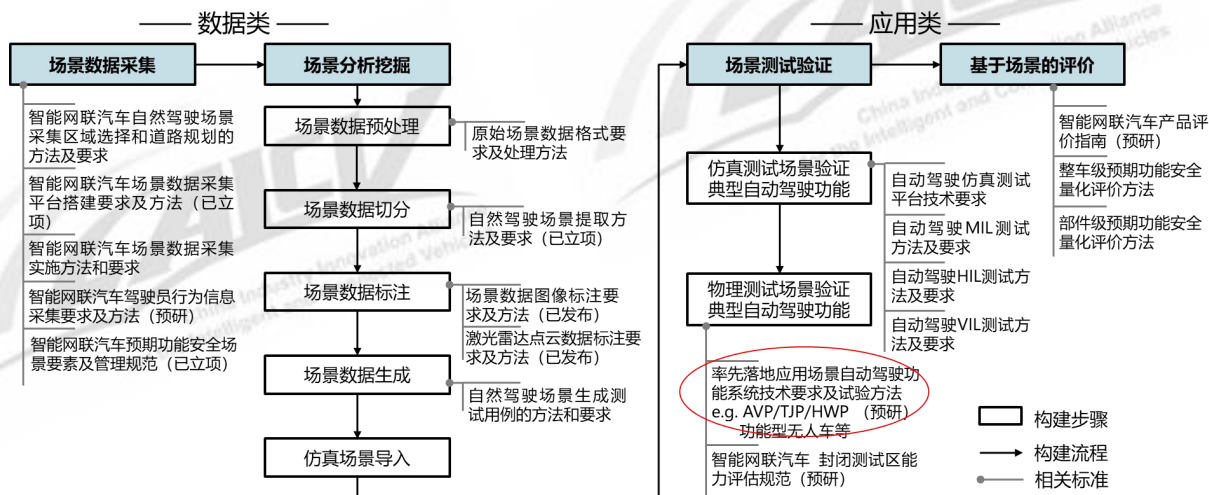 数据类
场景数据采集
智能网联汽车自然驾驶场景
采集区域选择和道路规划的
方法及要求
智能网联汽车场景数据采集
平台搭建要求及方法（已立
项）
智能网联汽车场景数据采集
实施方法和要求
智能网联汽车驾驶员行为信息
采集要求及方法（预研）
智能网联汽车预期功能安全场
景要素及管理规范（已立项）
场景分析挖掘
场景数据预处理
原始场景数据格式要
求及处理方法
场景数据切分
自然驾驶场景提取方
法及要求（已立项）
场景数据标注
场景数据图像标注要
求及方法（已发布）
激光雷达点云数据标注要
求及方法（已发布）
场景数据生成
自然驾驶场景生成测
试用例的方法和要求
仿真场景导入
应用类
场景测试验证
仿真测试场景验证
典型自动驾驶功能
自动驾驶仿真测试
平台技术要求
自动驾驶MIL测试
方法及要求
自动驾驶HIL测试方
法及要求
自动驾驶VIL测试方
法及要求
物理测试场景验证
典型自动驾驶功能
率先落地应用场景自动驾驶功
能系统技术要求及试验方法
e.g. AVP/TJP/HWP （预研）
功能型无人车等
智能网联汽车 封闭测试区能
力评估规范（预研）
基于场景的评价
智能网联汽车产品评
价指南（预研）
整车级预期功能安全
量化评价方法
部件级预期功能安全
量化评价方法
构建步骤
构建流程
相关标准